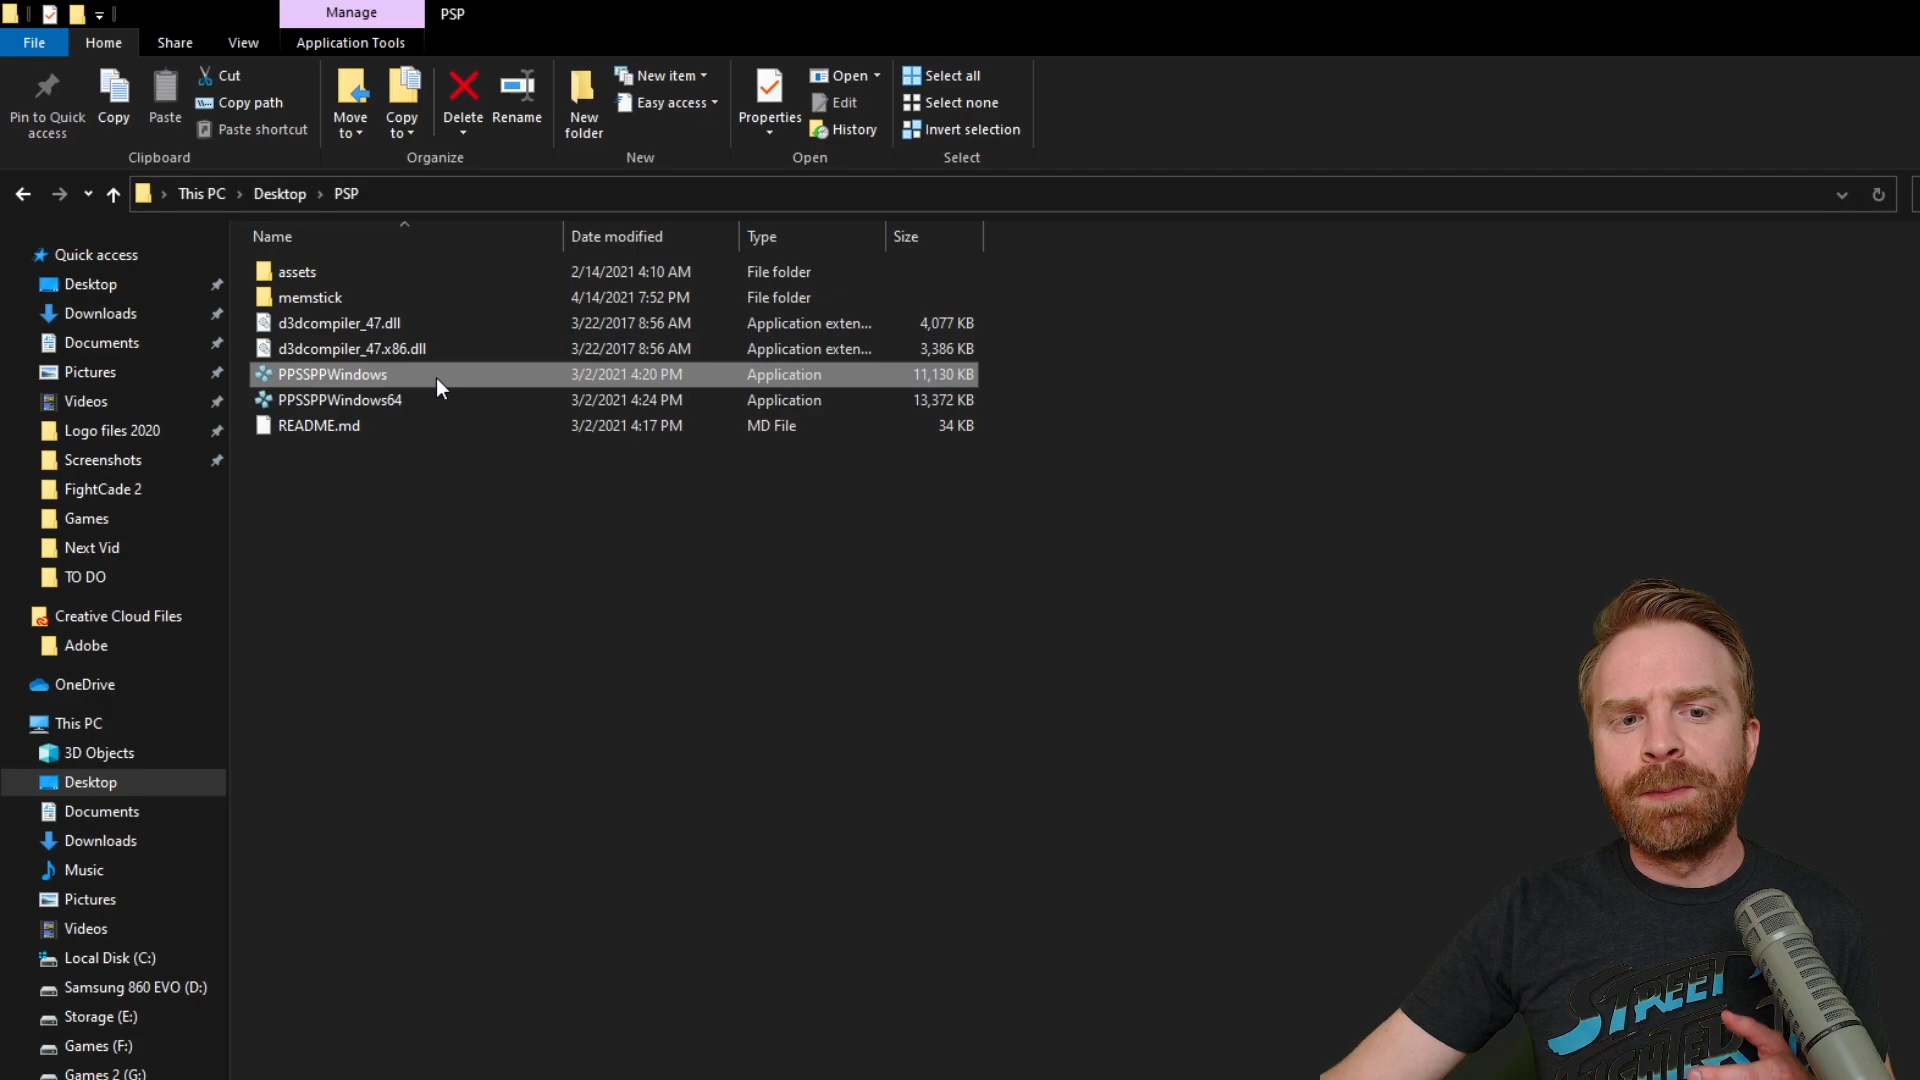 Manage
PSP
File
Home
Share
View
Application Tools
Pin to Quick access
Copy
Paste
Cut
Copy path
Paste shortcut
Clipboard
Move to
Copy to
Delete
Rename
Organize
New folder
New item
Easy access
New
Properties
Open
Edit
History
Open
Select all
Select none
Invert selection
Select
This PC > Desktop > PSP
Name Date modified Type Size
assets 2/14/2021 4:10 AM File folder
memstick 4/14/2021 7:52 PM File folder
d3dcompiler_47.dll 3/22/2017 8:56 AM Application exten... 4,077 KB
d3dcompiler_47.x86.dll 3/22/2017 8:56 AM Application exten... 3,386 KB
PPSSPPWindows 3/2/2021 4:20 PM Application 11,130 KB
PPSSPPWindows64 3/2/2021 4:24 PM Application 13,372 KB
README.md 3/2/2021 4:17 PM MD File 34 KB
Quick access
Desktop
Downloads
Documents
Pictures
Videos
Logo files 2020
Screenshots
FightCade 2
Games
Next Vid
TO DO
Creative Cloud Files
Adobe
OneDrive
This PC
3D Objects
Desktop
Documents
Downloads
Music
Pictures
Videos
Local Disk (C:)
Samsung 860 EVO (D:)
Storage (E:)
Games (F:)
Games 2 (G:)
STREET